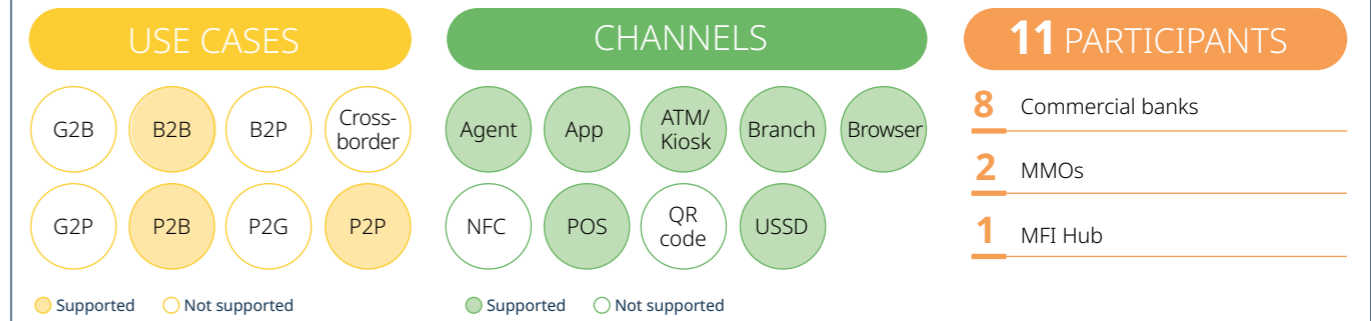 USE CASES
G2B
B2B
B2P
Cross-
border
G2P
P2B
P2G
P2P
Supported
Not supported
CHANNELS
Agent
App
ATM/
Kiosk
Branch
Browser
NFC
POS
QR
code
USSD
Supported
Not supported
11 PARTICIPANTS
8 Commercial banks
2 MMOs
1 MFI Hub